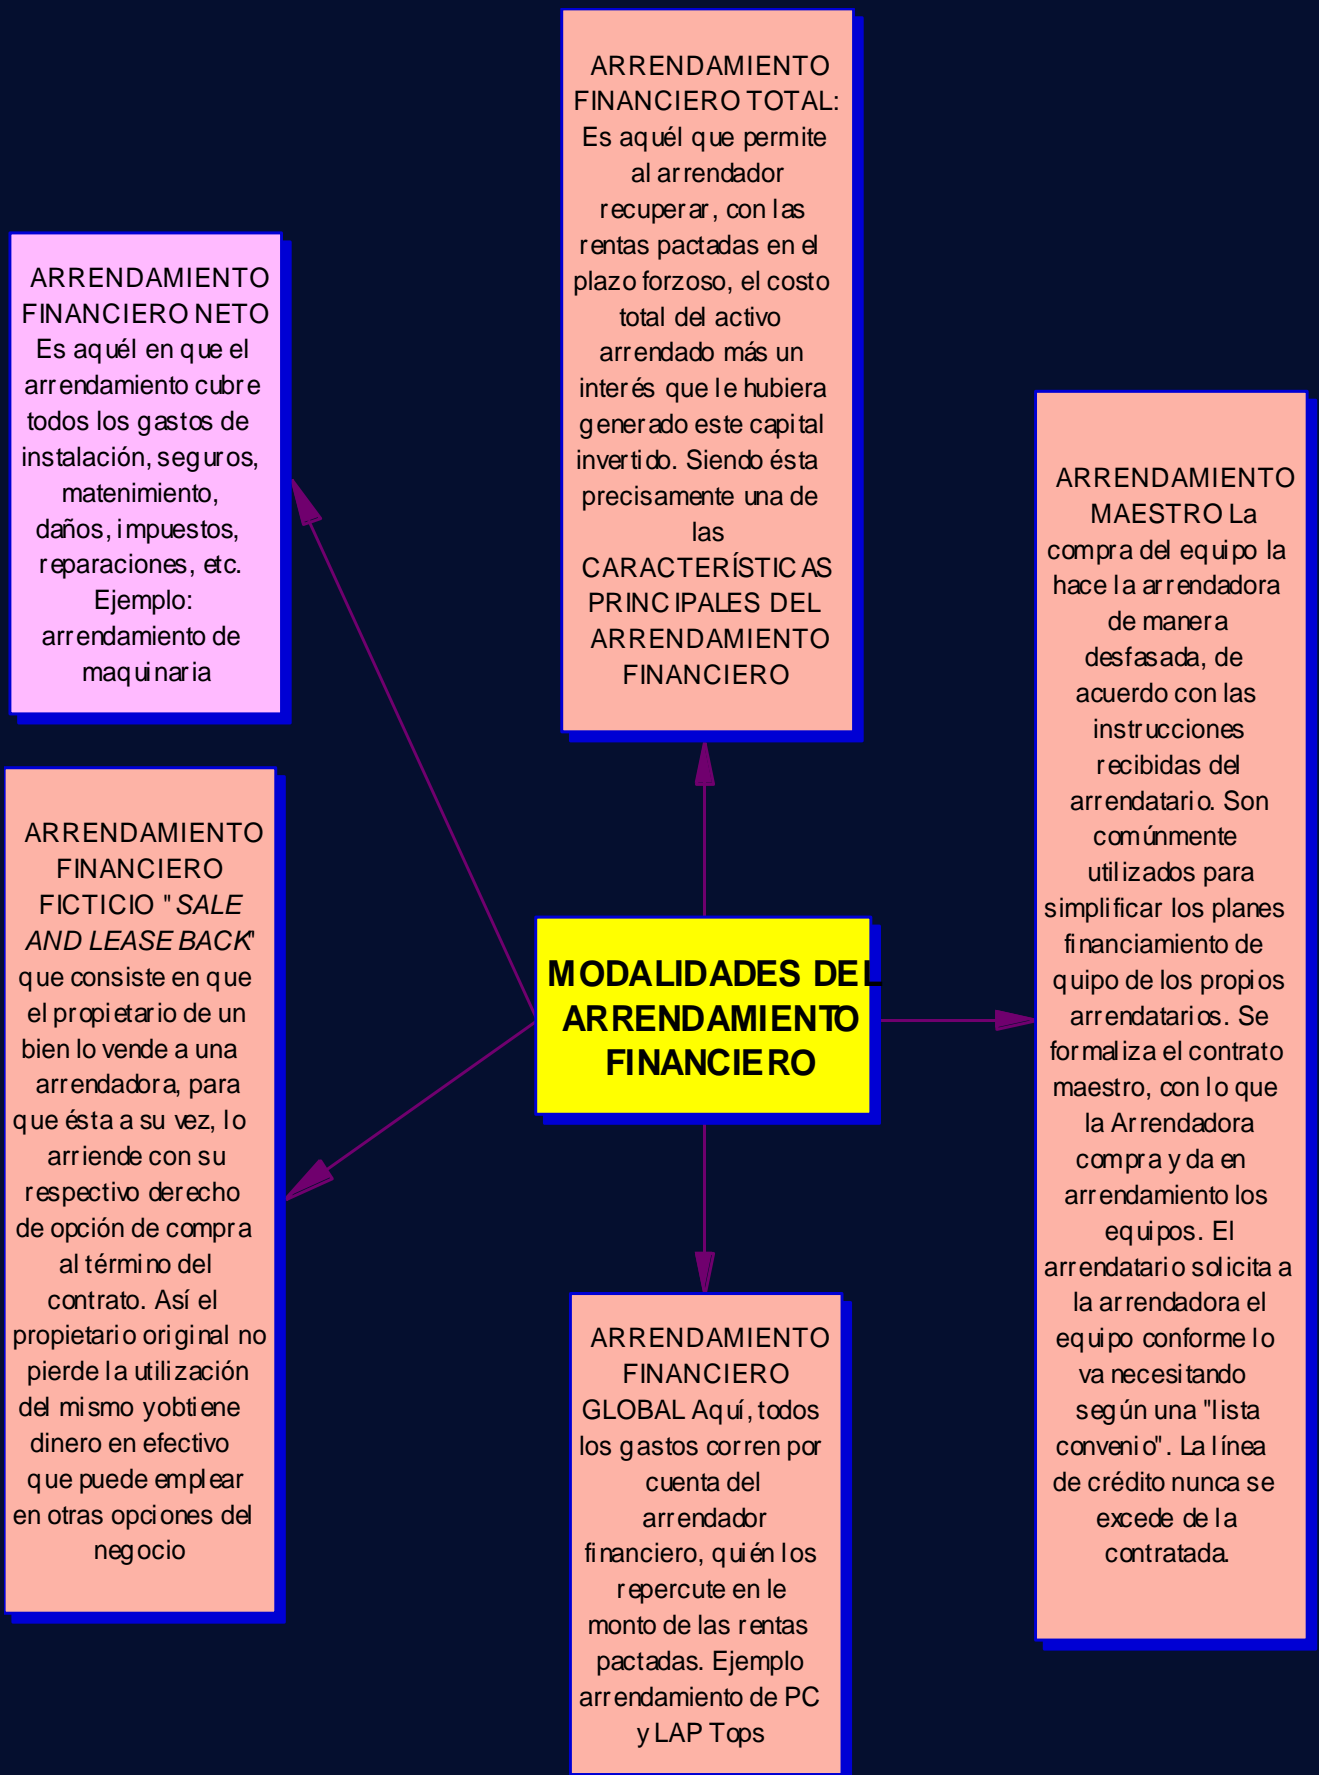 ARRENDAMIENTO
FINANCIERO TOTAL:
Es aquél que permite
al arrendador
recuperar, con las
rentas pactadas en el
plazo forzoso, el costo
total del activo
arrendado más un
interés que le hubiera
generado este capital
invertido. Siendo ésta
precisamente una de
las
CARACTERÍSTICAS
PRINCIPALES DEL
ARRENDAMIENTO
FINANCIERO
ARRENDAMIENTO
FINANCIERO NETO
Es aquél en que el
arrendamiento cubre
todos los gastos de
instalación, seguros,
matenimiento,
daños, impuestos,
reparaciones, etc.
Ejemplo:
arrendamiento de
maquinaria
ARRENDAMIENTO
MAESTRO La
compra del equipo la
hace la arrendadora
de manera
desfasada, de
acuerdo con las
instrucciones
recibidas del
arrendatario. Son
comúnmente
utilizados para
simplificar los planes
financiamiento de
quipo de los propios
arrendatarios. Se
formaliza el contrato
maestro, con lo que
la Arrendadora
compra y da en
arrendamiento los
equipos. El
arrendatario solicita a
la arrendadora el
equipo conforme lo
va necesitando
según una "lista
convenio". La línea
de crédito nunca se
excede de la
contratada.
ARRENDAMIENTO
FINANCIERO
FICTICIO "SALE
AND LEASE BACK"
que consiste en que
el propietario de un
bien lo vende a una
arrendadora, para
que ésta a su vez, lo
arriende con su
respectivo derecho
de opción de compra
al término del
contrato. Así el
propietario original no
pierde la utilización
del mismo yobtiene
dinero en efectivo
que puede emplear
en otras opciones del
negocio
MODALIDADES DEL
ARRENDAMIENTO
FINANCIERO
ARRENDAMIENTO
FINANCIERO
GLOBAL Aquí, todos
los gastos corren por
cuenta del
arrendador
financiero, quién los
repercute en le
monto de las rentas
pactadas. Ejemplo
arrendamiento de PC
y LAP Tops